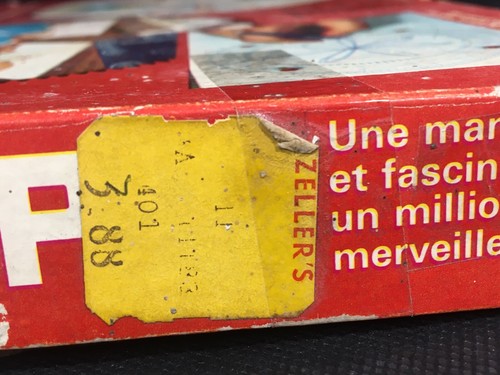 P
3.88
401
ZELLER'S
Une mar
et fascin
un millio
merveille